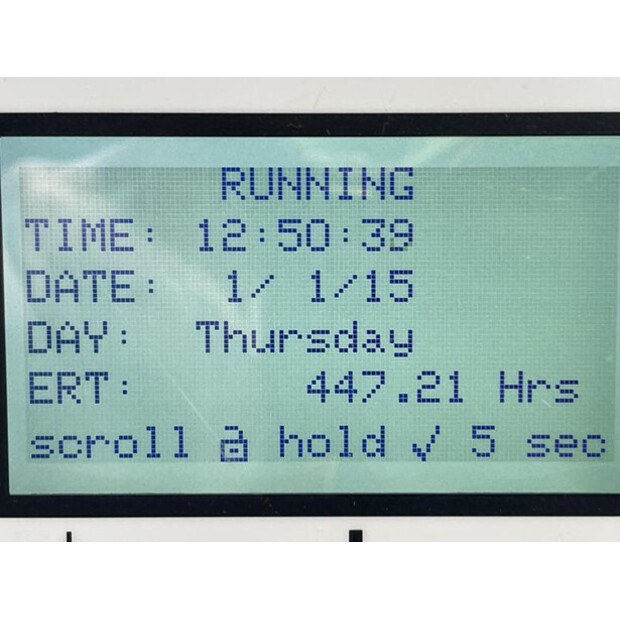 RUNNING
TIME: 12:50:39
DATE: 1/ 1/15
DAY: Thursday
ERT: 447.21 Hrs
scroll hold ✓ 5 sec